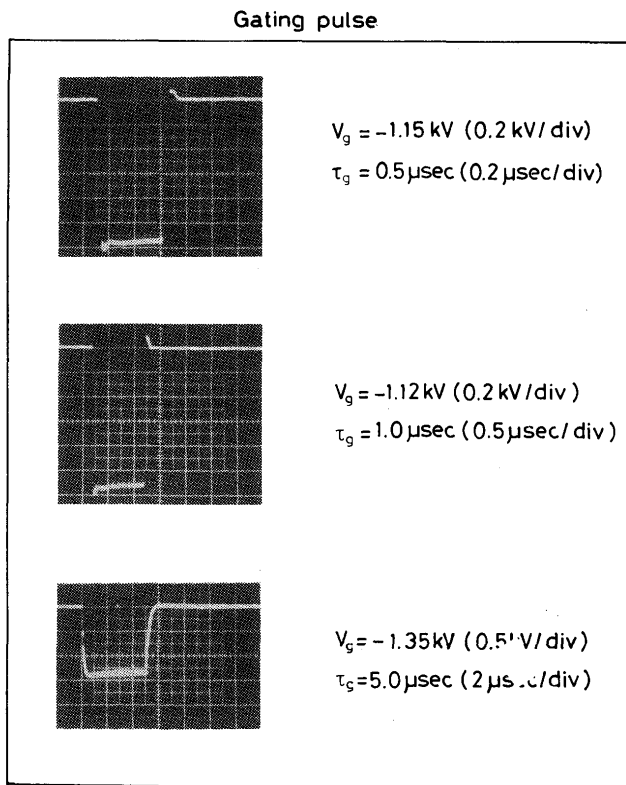 Gating pulse
V_g = -1.15 kV (0.2 kV/div)
τ_g = 0.5 μsec (0.2 μsec/div)
V_g = -1.12 kV (0.2 kV/div)
τ_g = 1.0 μsec (0.5 μsec/div)
V_g = -1.35 kV
τ_g = 5.0 μsec